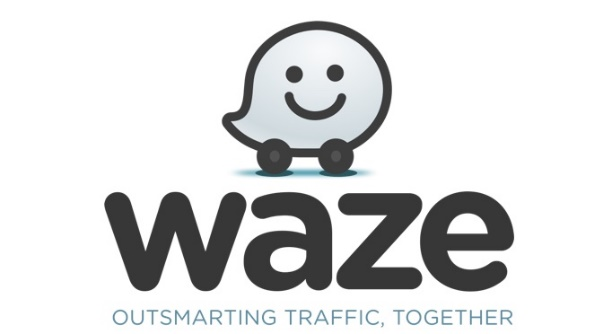 waze
OUTSMARTING TRAFFIC, TOGETHER